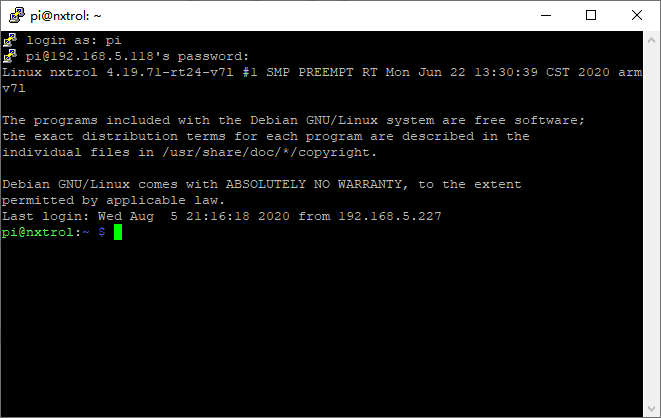 pi@nxtrol: ~
login as: pi
pi@192.168.5.118's password:
Linux nxtrol 4.19.71-rt24-v7l #1 SMP PREEMPT RT Mon Jun 22 13:30:39 CST 2020 arm
v7l
The programs included with the Debian GNU/Linux system are free software;
the exact distribution terms for each program are described in the
individual files in /usr/share/doc/*/copyright.
Debian GNU/Linux comes with ABSOLUTELY NO WARRANTY, to the extent
permitted by applicable law.
Last login: Wed Aug  5 21:16:18 2020 from 192.168.5.227
pi@nxtrol:~ $